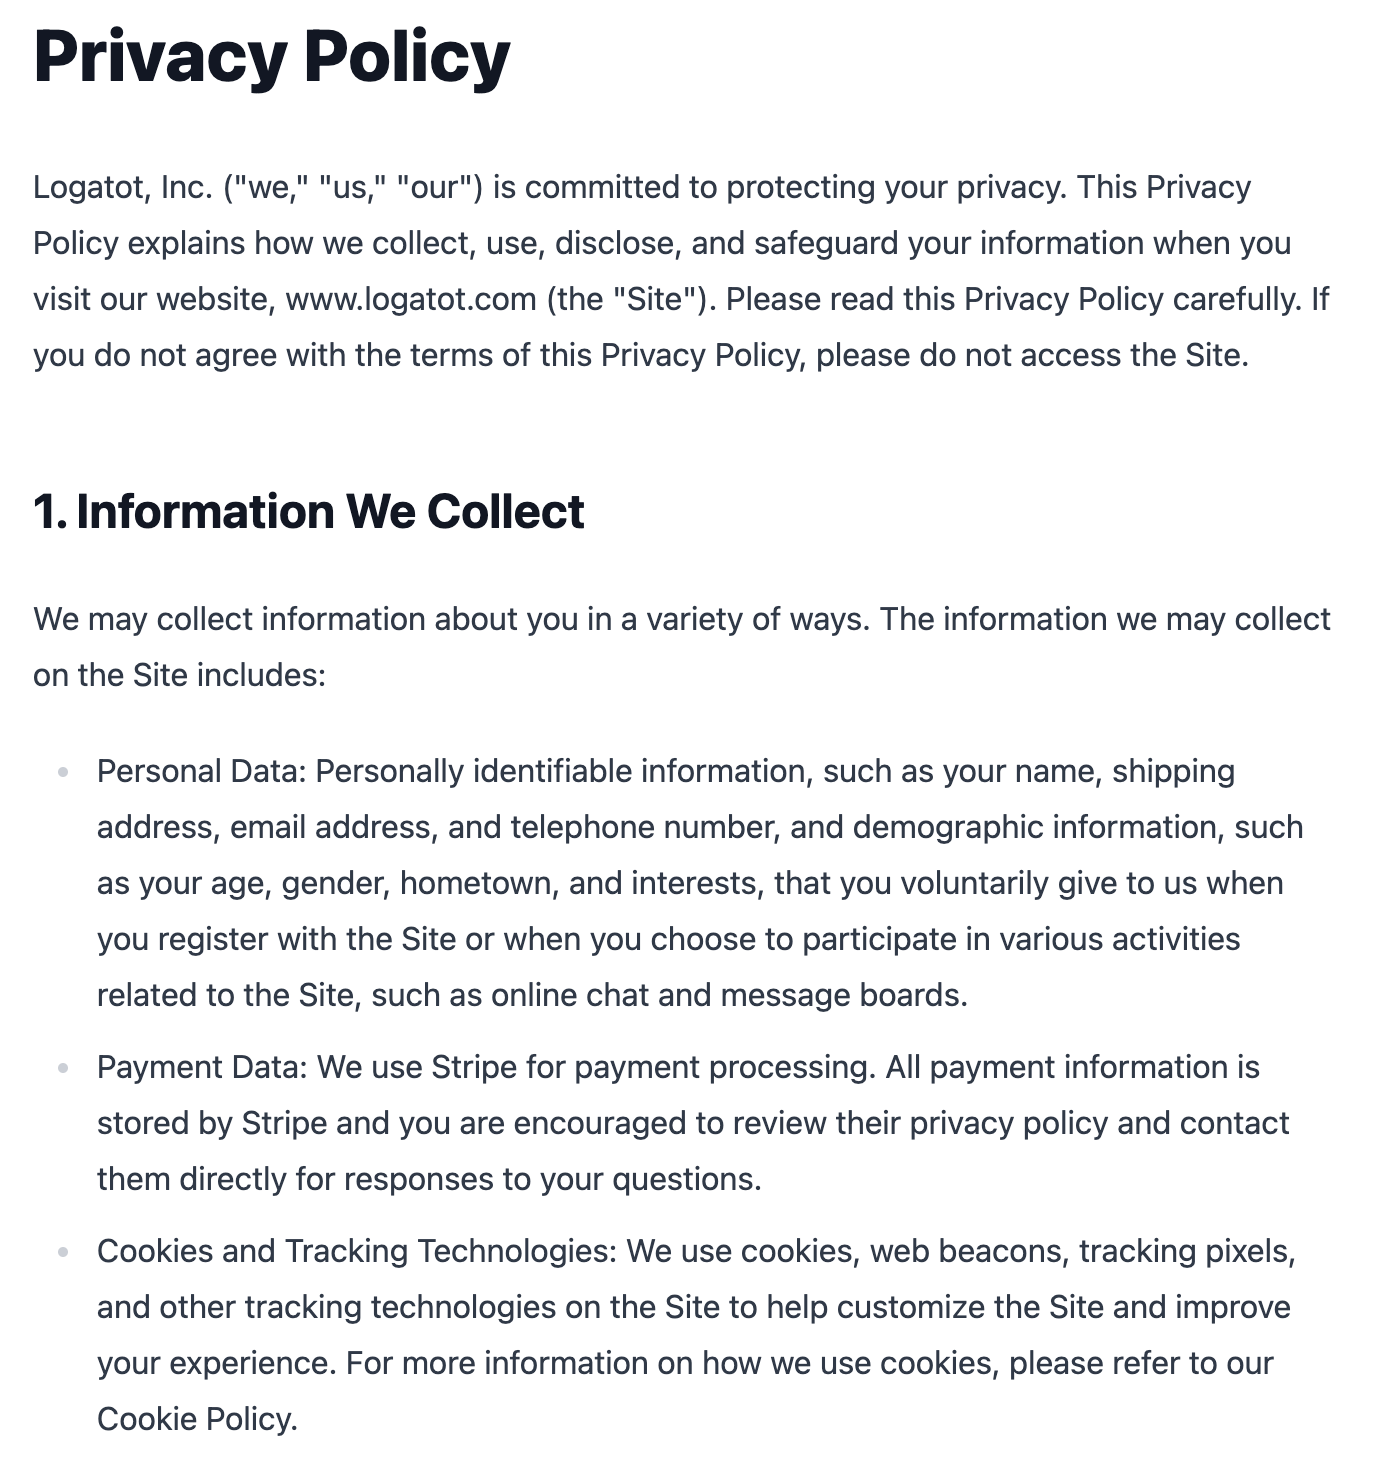 Privacy Policy
Logatot, Inc. ("we," "us," "our") is committed to protecting your privacy. This Privacy
Policy explains how we collect, use, disclose, and safeguard your information when you
visit our website, www.logatot.com (the "Site"). Please read this Privacy Policy carefully. If
you do not agree with the terms of this Privacy Policy, please do not access the Site.
1. Information We Collect
We may collect information about you in a variety of ways. The information we may collect
on the Site includes:
• Personal Data: Personally identifiable information, such as your name, shipping
address, email address, and telephone number, and demographic information, such
as your age, gender, hometown, and interests, that you voluntarily give to us when
you register with the Site or when you choose to participate in various activities
related to the Site, such as online chat and message boards.
• Payment Data: We use Stripe for payment processing. All payment information is
stored by Stripe and you are encouraged to review their privacy policy and contact
them directly for responses to your questions.
• Cookies and Tracking Technologies: We use cookies, web beacons, tracking pixels,
and other tracking technologies on the Site to help customize the Site and improve
your experience. For more information on how we use cookies, please refer to our
Cookie Policy.